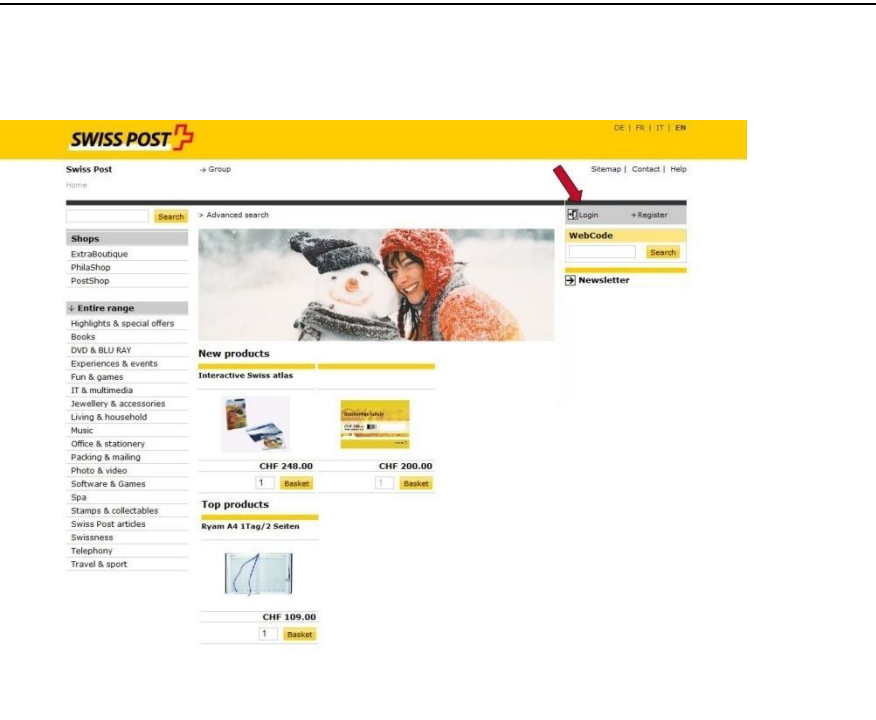 SWISS POST
DE | FR | IT | EN
Swiss Post
→ Group
Sitemap | Contact | Help
Home
Search
> Advanced search
Login
→ Register
WebCode
Search
Newsletter
Shops
ExtraBoutique
PhilaShop
PostShop
↓ Entire range
Highlights & special offers
Books
DVD & BLU RAY
Experiences & events
Fun & games
IT & multimedia
Jewellery & accessories
Living & household
Music
Office & stationery
Packing & mailing
Photo & video
Software & Games
Spa
Stamps & collectables
Swiss Post articles
Swissness
Telephony
Travel & sport
New products
Interactive Swiss atlas
CHF 248.00
1 Basket
CHF 200.00
1 Basket
Top products
Ryam A4 1Tag/2 Seiten
CHF 109.00
1 Basket